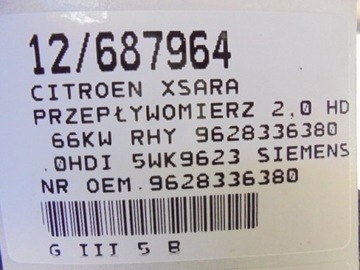 12/687964
CITROEN XSARA
PRZEPŁYWOMIERZ 2,0 HD
66KW RHY 9628336380
.0HDI 5WK9623 SIEMENS
NR OEM.9628336380
G III 5 B